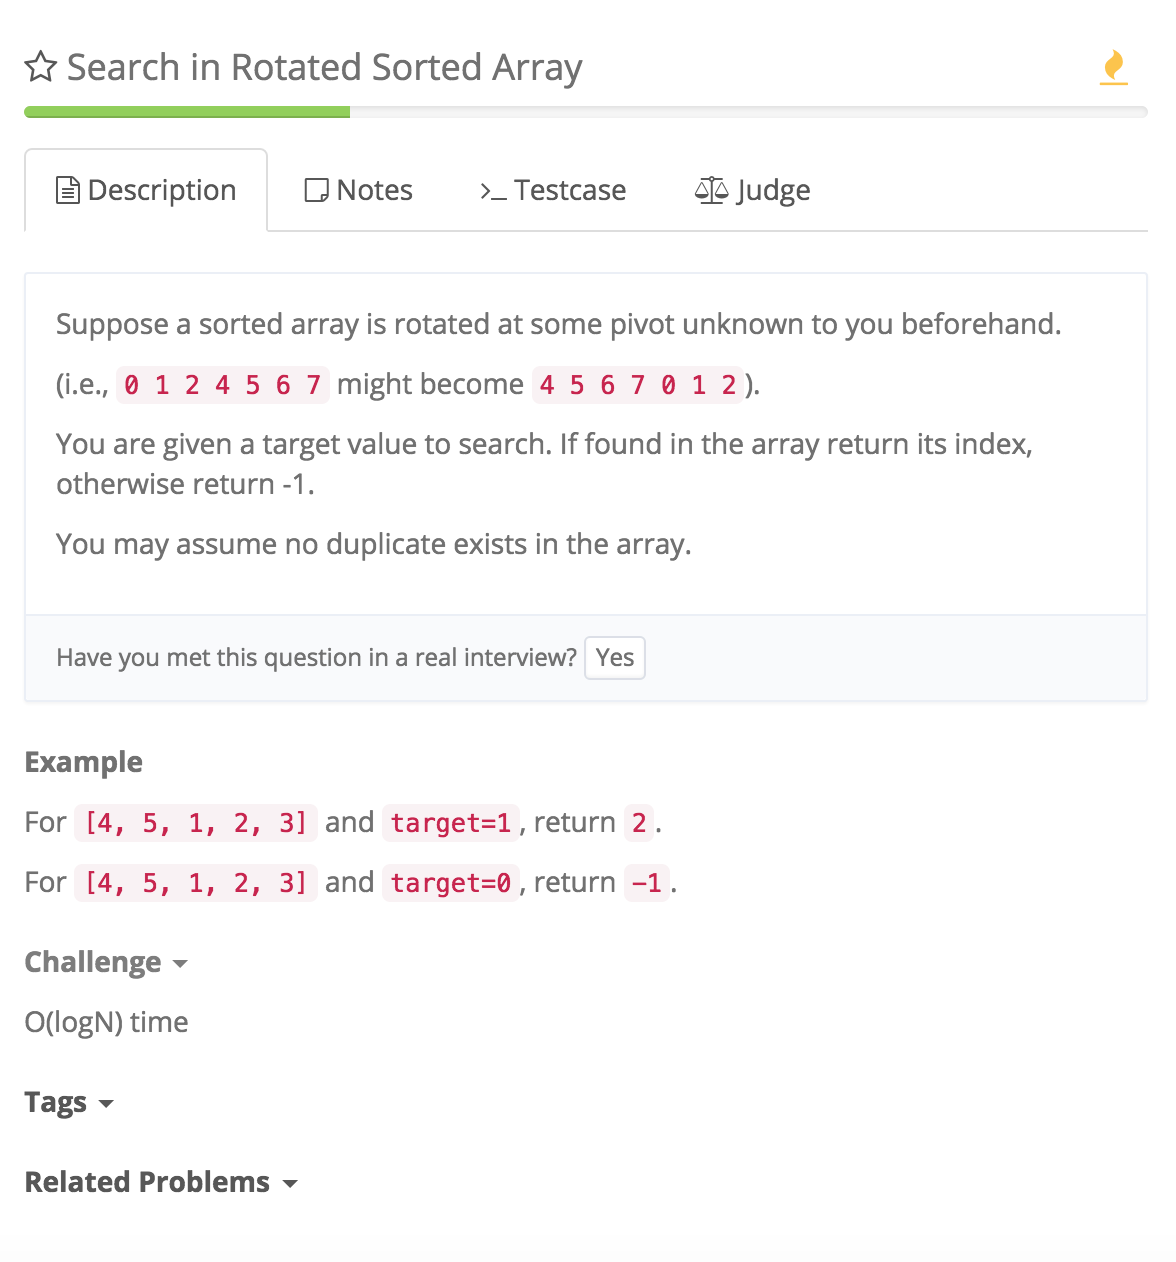 Search in Rotated Sorted Array
Description Notes >_ Testcase Judge
Suppose a sorted array is rotated at some pivot unknown to you beforehand.
(i.e., 0 1 2 4 5 6 7 might become 4 5 6 7 0 1 2).
You are given a target value to search. If found in the array return its index,
otherwise return -1.
You may assume no duplicate exists in the array.
Have you met this question in a real interview? Yes
Example
For [4, 5, 1, 2, 3] and target=1, return 2.
For [4, 5, 1, 2, 3] and target=0, return -1.
Challenge
O(logN) time
Tags
Related Problems